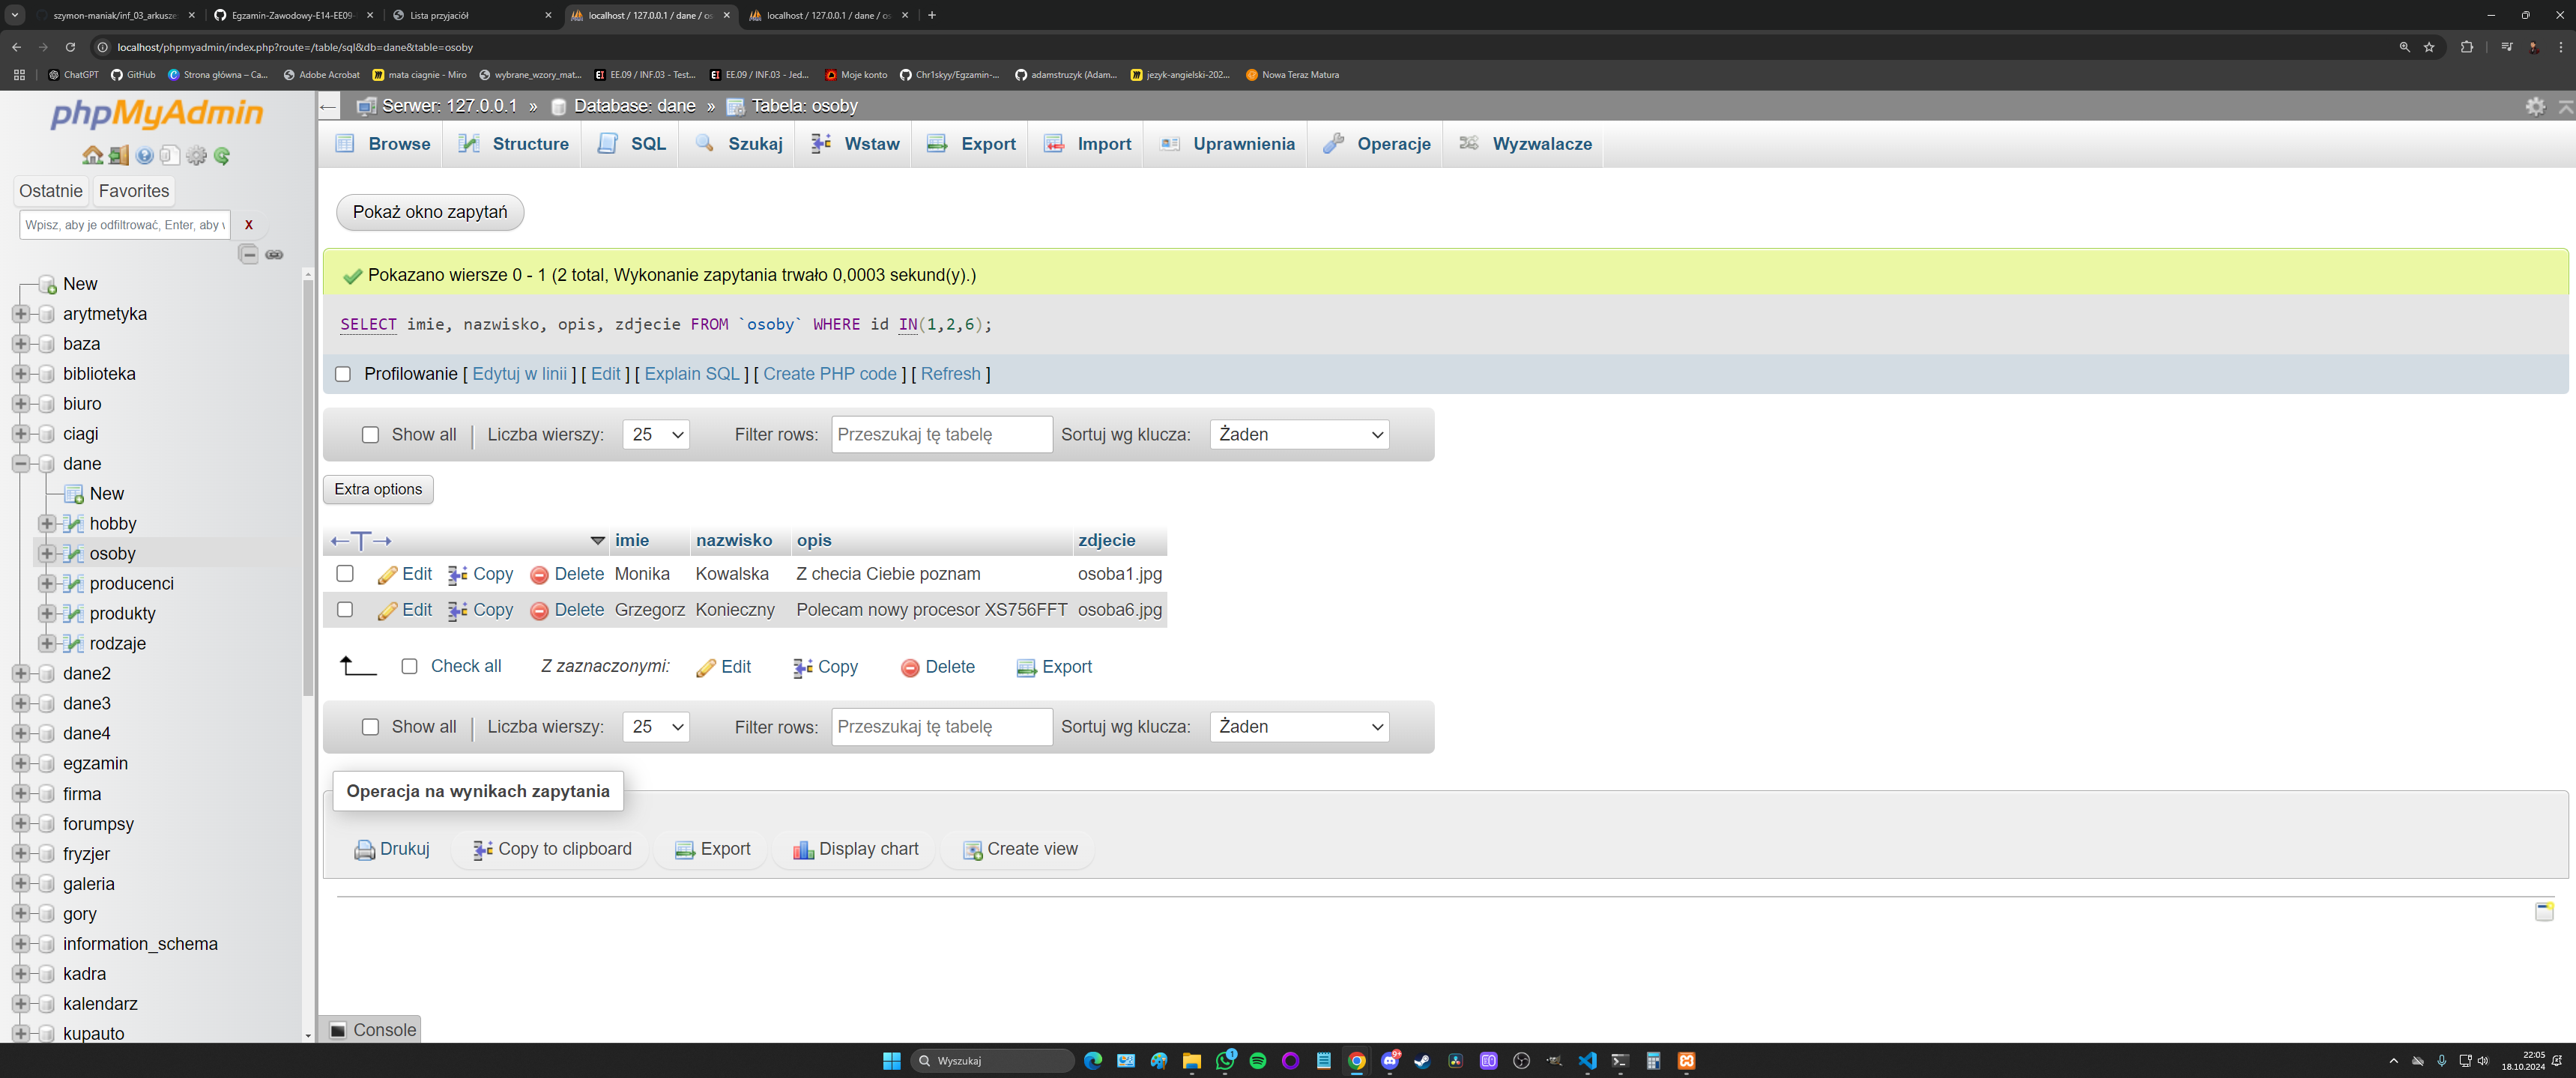 szymon-maniak/inf_03_arkusze
Egzamin-Zawodowy-E14-EE09-
Lista przyjaciół
localhost / 127.0.0.1 / dane / os
localhost / 127.0.0.1 / dane / os
localhost/phpmyadmin/index.php?route=/table/sql&db=dane&table=osoby
ChatGPT
GitHub
Strona główna – Ca...
Adobe Acrobat
mata ciagnie - Miro
wybrane_wzory_mat...
EE.09 / INF.03 - Test...
EE.09 / INF.03 - Jed...
Moje konto
Chr1skyy/Egzamin-...
adamstruzyk (Adam...
jezyk-angielski-202...
Nowa Teraz Matura
phpMyAdmin
Ostatnie Favorites
Wpisz, aby je odfiltrować, Enter, aby w X
New
arytmetyka
baza
biblioteka
biuro
ciagi
dane
New
hobby
osoby
producenci
produkty
rodzaje
dane2
dane3
dane4
egzamin
firma
forumpsy
fryzjer
galeria
gory
information_schema
kadra
kalendarz
kupauto
Serwer: 127.0.0.1 » Database: dane » Tabela: osoby
Browse Structure SQL Szukaj Wstaw Export Import Uprawnienia Operacje Wyzwalacze
Pokaż okno zapytań
Pokazano wiersze 0 - 1 (2 total, Wykonanie zapytania trwało 0,0003 sekund(y).)
SELECT imie, nazwisko, opis, zdjecie FROM `osoby` WHERE id IN(1,2,6);
Profilowanie [ Edytuj w linii ] [ Edit ] [ Explain SQL ] [ Create PHP code ] [ Refresh ]
Show all | Liczba wierszy: 25 Filter rows: Przeszukaj tę tabelę Sortuj wg klucza: Żaden
Extra options
←T→ imie nazwisko opis zdjecie
Edit Copy Delete Monika Kowalska Z checia Ciebie poznam osoba1.jpg
Edit Copy Delete Grzegorz Konieczny Polecam nowy procesor XS756FFT osoba6.jpg
Check all Z zaznaczonymi: Edit Copy Delete Export
Show all | Liczba wierszy: 25 Filter rows: Przeszukaj tę tabelę Sortuj wg klucza: Żaden
Operacja na wynikach zapytania
Drukuj Copy to clipboard Export Display chart Create view
Console
Wyszukaj
22:05
18.10.2024